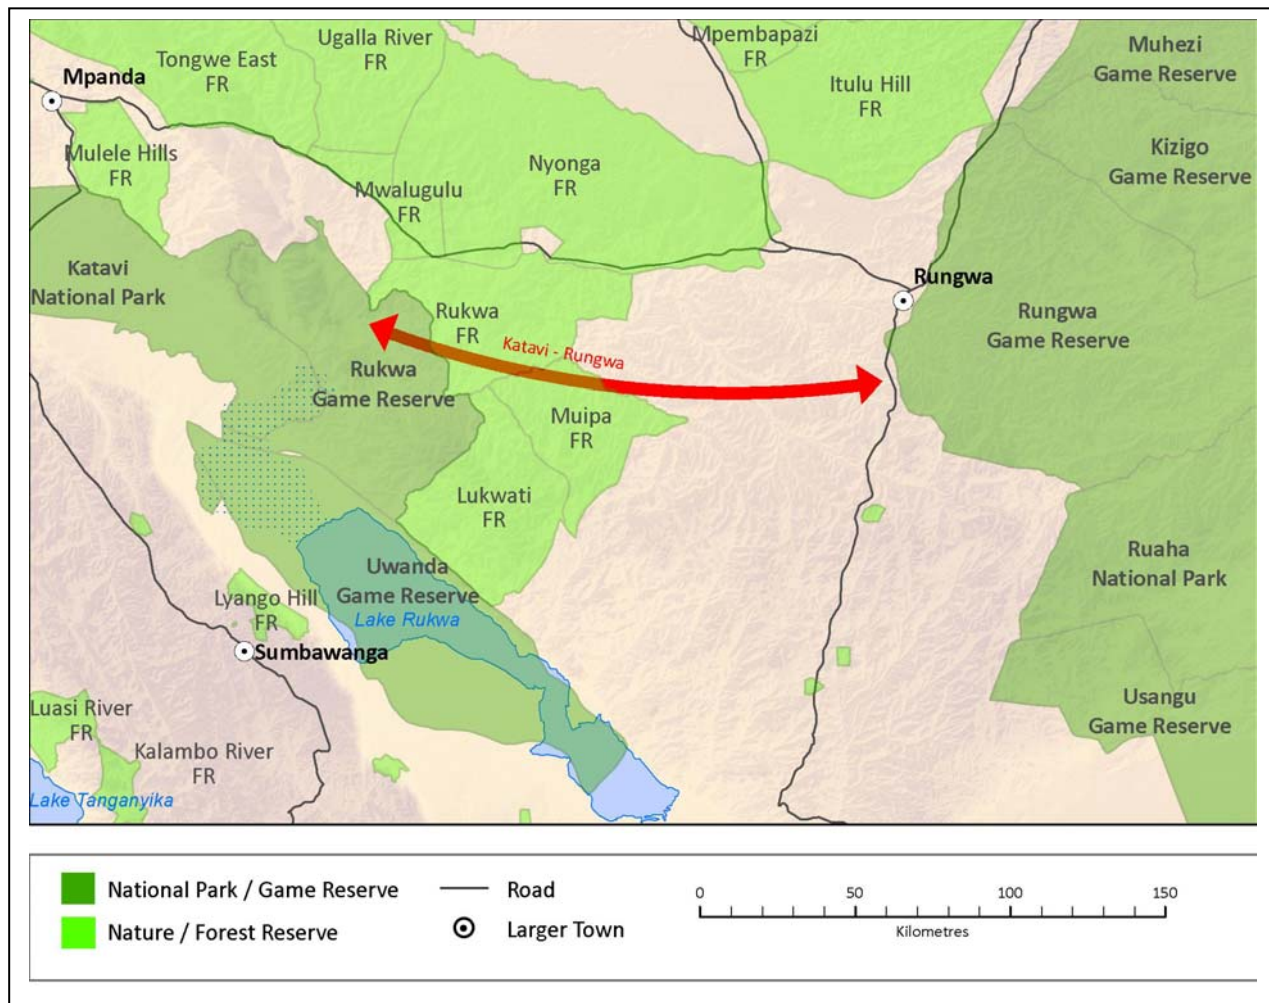 Mpembapazi
FR
Ugalla River
FR
Muhezi
Game Reserve
Tongwe East
FR
Mpanda
Itulu Hill
FR
Mulele Hills
FR
Nyonga
FR
Kizigo
Game Reserve
Mwalugulu
FR
Katavi
National Park
Rungwa
Rukwa
FR
Rungwa
Game Reserve
Katavi - Rungwa
Rukwa
Game Reserve
Muipa
FR
Lukwati
FR
Ruaha
National Park
Uwanda
Game Reserve
Lake Rukwa
Lyango Hill
FR
Sumbawanga
Usangu
Game Reserve
Luasi River
FR
Kalambo River
FR
Lake Tanganyika
National Park / Game Reserve
Nature / Forest Reserve
Road
Larger Town
0 50 100 150
Kilometres